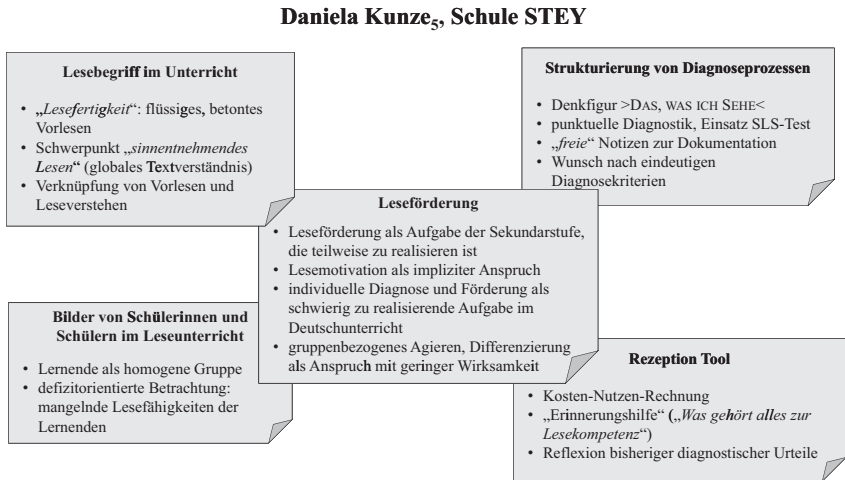 Daniela Kunze5, Schule STEY
Lesebegriff im Unterricht
• „Lesefertigkeit“: flüssiges, betontes
Vorlesen
• Schwerpunkt „sinnentnehmendes
Lesen“ (globales Textverständnis)
• Verknüpfung von Vorlesen und
Leseverstehen
Strukturierung von Diagnoseprozessen
• Denkfigur >DAS, WAS ICH SEHE<
• punktuelle Diagnostik, Einsatz SLS-Test
• „freie“ Notizen zur Dokumentation
• Wunsch nach eindeutigen
Diagnosekriterien
Leseförderung
• Leseförderung als Aufgabe der Sekundarstufe,
die teilweise zu realisieren ist
• Lesemotivation als impliziter Anspruch
• individuelle Diagnose und Förderung als
schwierig zu realisierende Aufgabe im
Deutschunterricht
• gruppenbezogenes Agieren, Differenzierung
als Anspruch mit geringer Wirksamkeit
Bilder von Schülerinnen und
Schülern im Leseunterricht
• Lernende als homogene Gruppe
• defizitorientierte Betrachtung:
mangelnde Lesefähigkeiten der
Lernenden
Rezeption Tool
• Kosten-Nutzen-Rechnung
• „Erinnerungshilfe“ („Was gehört alles zur
Lesekompetenz“)
• Reflexion bisheriger diagnostischer Urteile